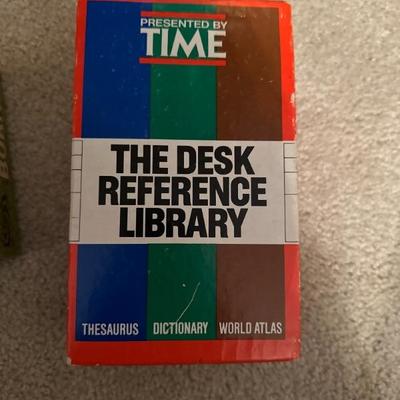 PRESENTED BY
TIME
THE DESK
REFERENCE
LIBRARY
THESAURUS DICTIONARY WORLD ATLAS